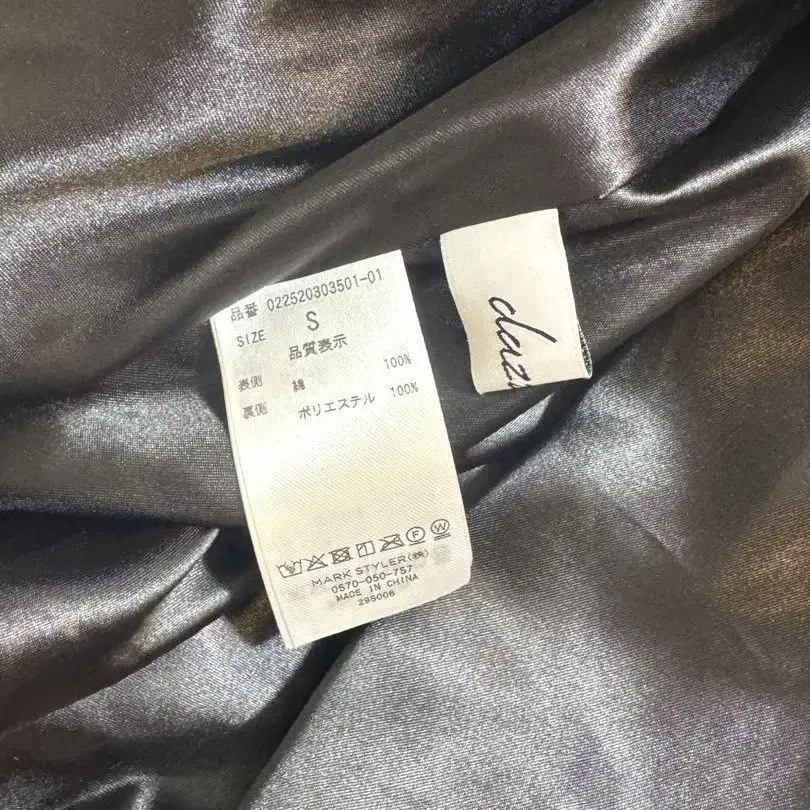 品番 022520303501-01
SIZE S
品質表示
表側 綿 100%
裏側 ポリエステル 100%
F W
MARK STYLER(株)
0570-050-757
MADE IN CHINA
295006
daz